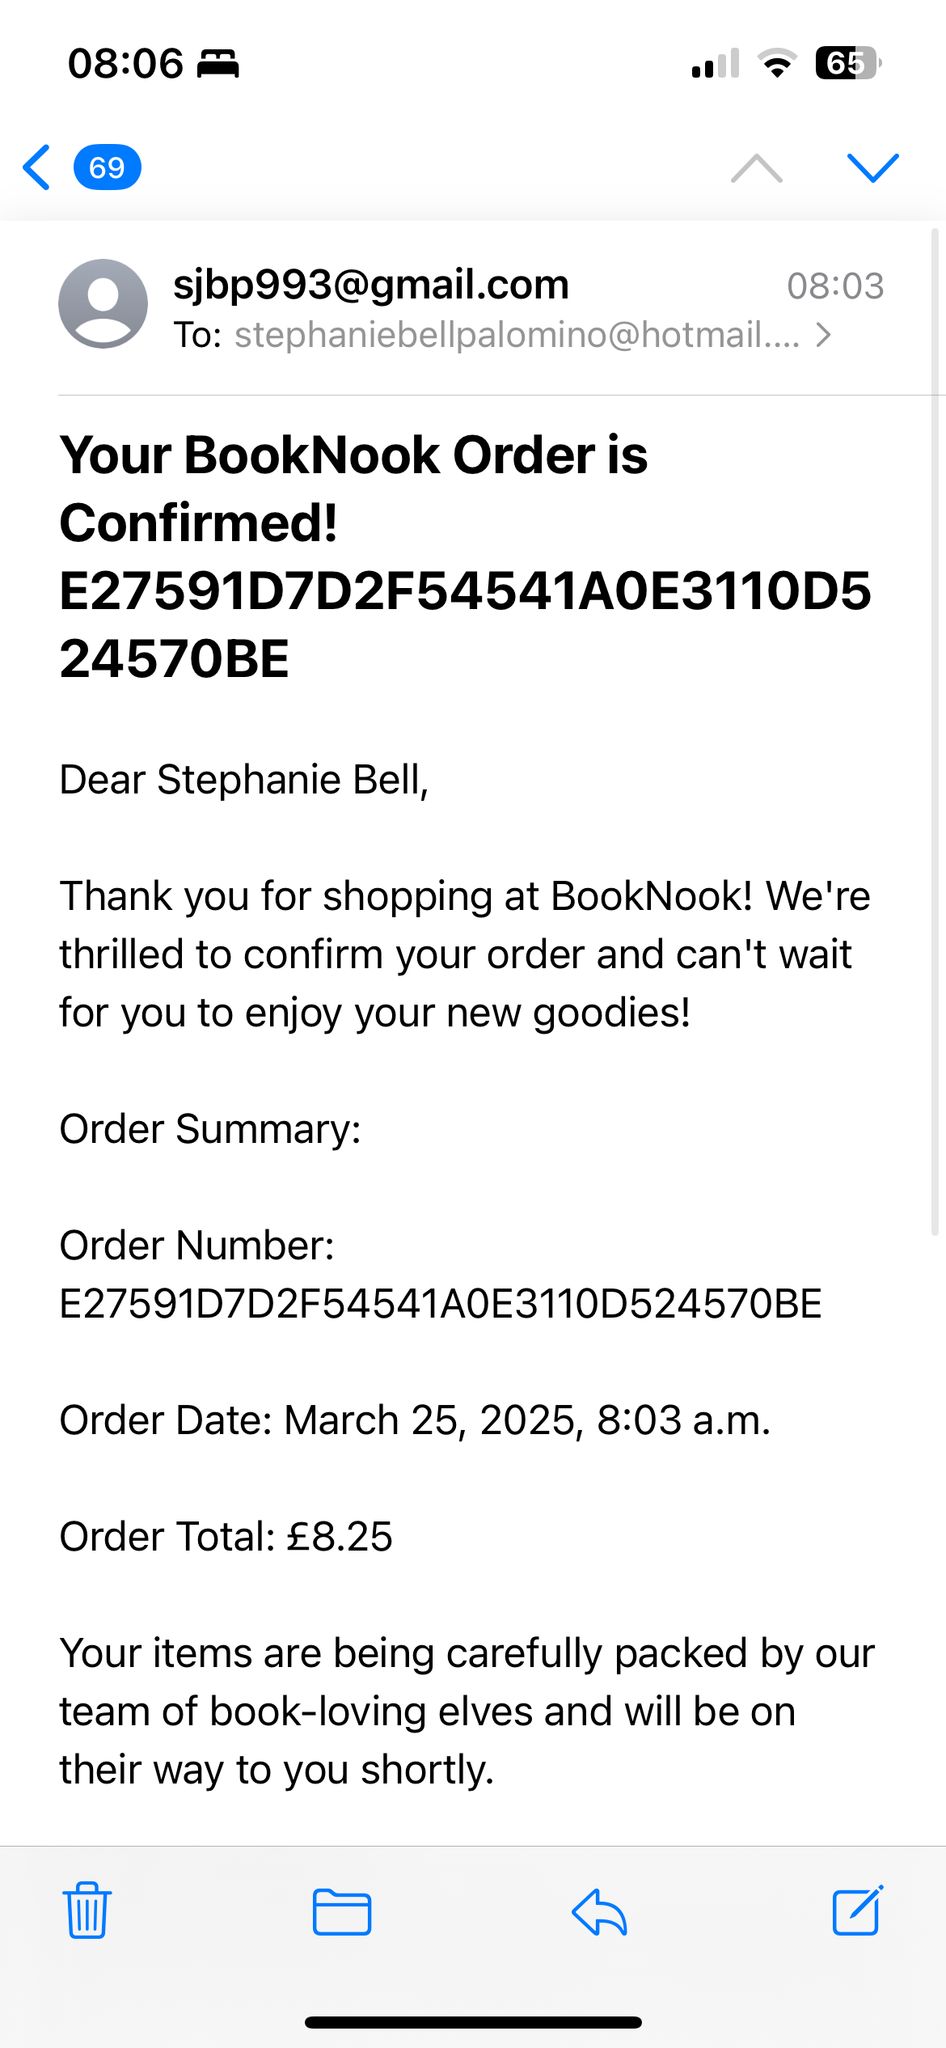 08:06
65
69
sjbp993@gmail.com 08:03
To: stephaniebellpalomino@hotmail....
Your BookNook Order is
Confirmed!
E27591D7D2F54541A0E3110D5
24570BE
Dear Stephanie Bell,
Thank you for shopping at BookNook! We're
thrilled to confirm your order and can't wait
for you to enjoy your new goodies!
Order Summary:
Order Number:
E27591D7D2F54541A0E3110D524570BE
Order Date: March 25, 2025, 8:03 a.m.
Order Total: £8.25
Your items are being carefully packed by our
team of book-loving elves and will be on
their way to you shortly.